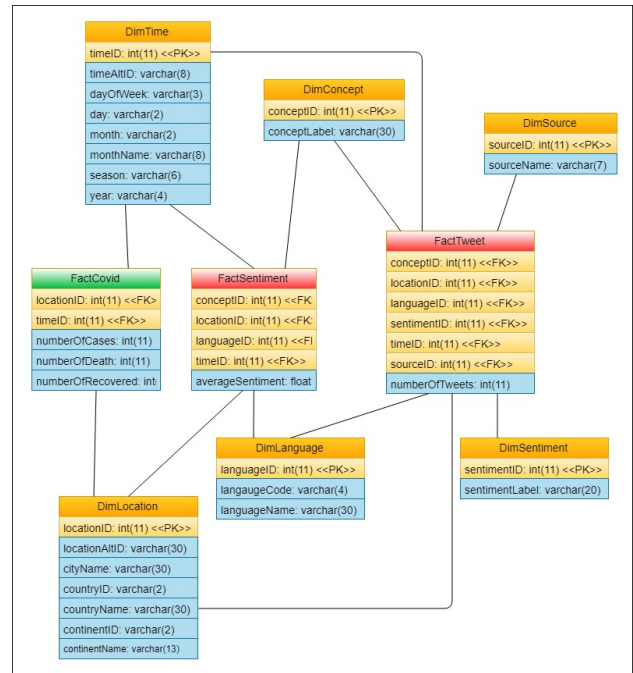 DimTime
timeID: int(11) <<PK>>
timeAltID: varchar(8)
dayOfWeek: varchar(3)
day: varchar(2)
month: varchar(2)
monthName: varchar(8)
season: varchar(6)
year: varchar(4)
DimConcept
conceptID: int(11) <<PK>>
conceptLabel: varchar(30)
DimSource
sourceID: int(11) <<PK>>
sourceName: varchar(7)
FactCovid
locationID: int(11) <<FK>
timeID: int(11) <<FK>>
numberOfCases: int(11)
numberOfDeath: int(11)
numberOfRecovered: int(
FactSentiment
conceptID: int(11) <<FK
locationID: int(11) <<FK
languageID: int(11) <<F
timeID: int(11) <<FK>>
averageSentiment: float
FactTweet
conceptID: int(11) <<FK>>
locationID: int(11) <<FK>>
languageID: int(11) <<FK>>
sentimentID: int(11) <<FK>>
timeID: int(11) <<FK>>
sourceID: int(11) <<FK>>
numberOfTweets: int(11)
DimLanguage
languageID: int(11) <<PK>>
langaugeCode: varchar(4)
languageName: varchar(30)
DimSentiment
sentimentID: int(11) <<PK>>
sentimentLabel: varchar(20)
DimLocation
locationID: int(11) <<PK>>
locationAltID: varchar(30)
cityName: varchar(30)
countryID: varchar(2)
countryName: varchar(30)
continentID: varchar(2)
continentName: varchar(13)